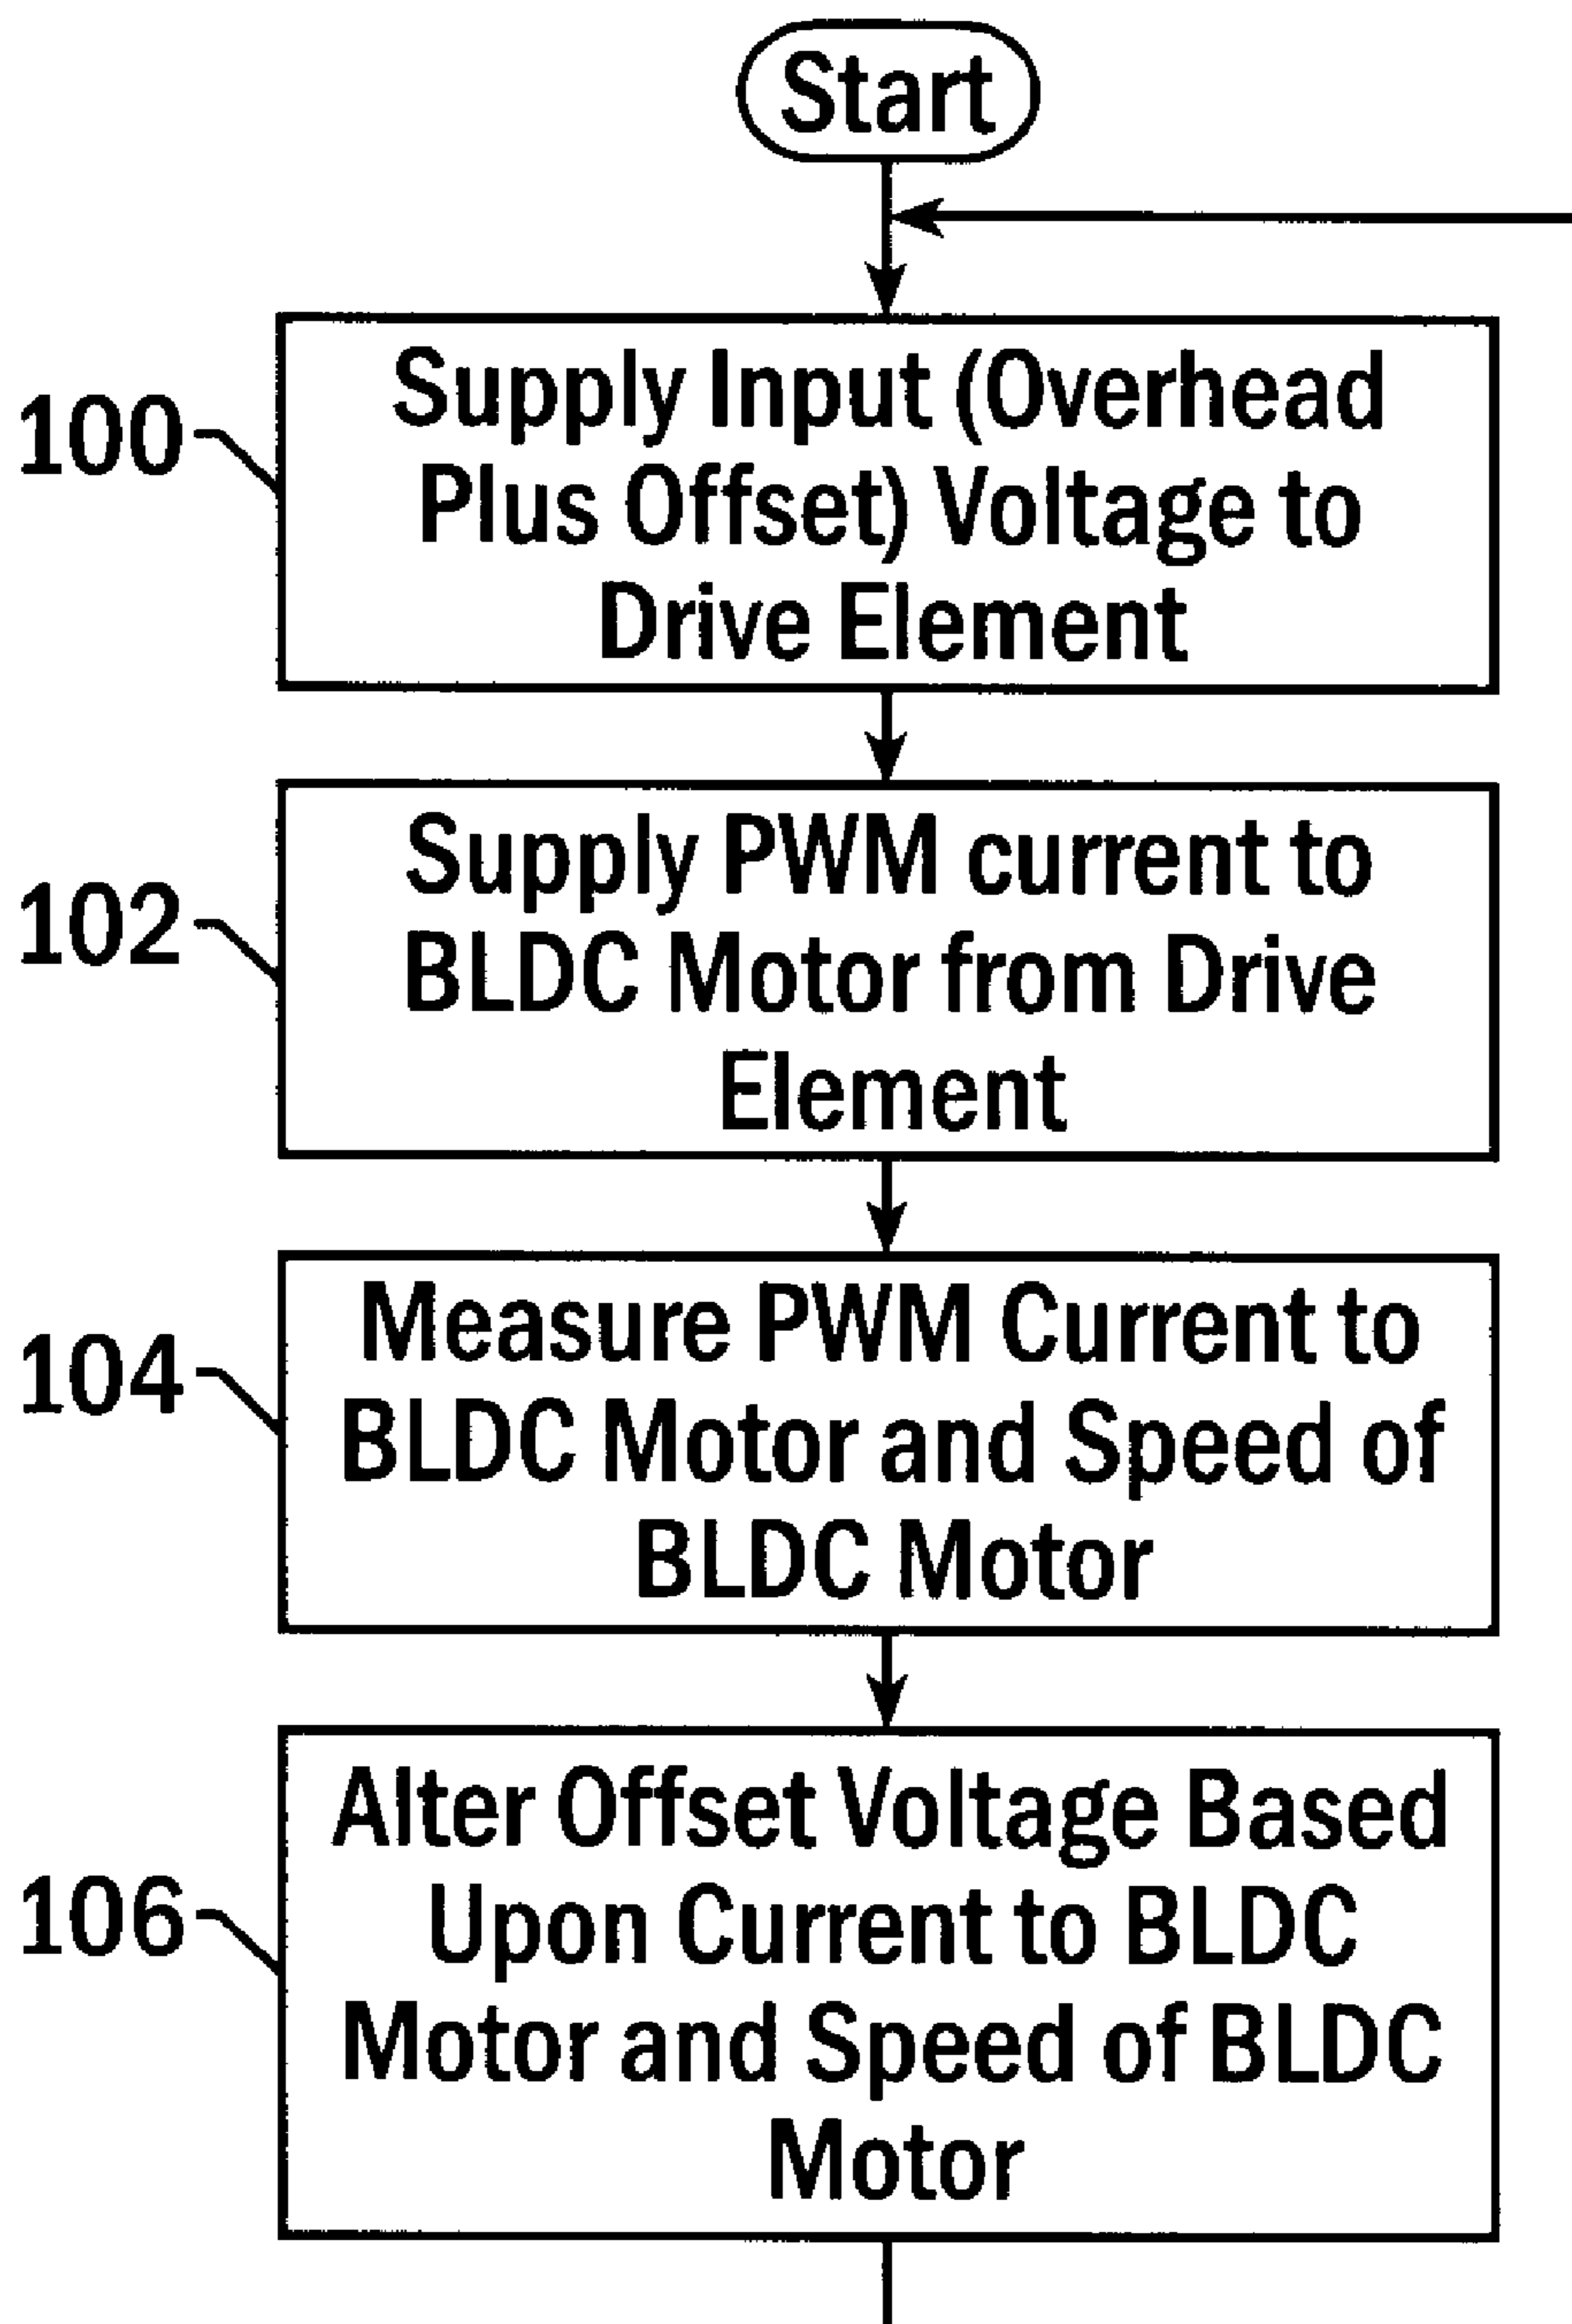 Start
100
Supply Input (Overhead
Plus Offset) Voltage to
Drive Element
102
Supply PWM current to
BLDC Motor from Drive
Element
104
Measure PWM Current to
BLDC Motor and Speed of
BLDC Motor
106
Alter Offset Voltage Based
Upon Current to BLDC
Motor and Speed of BLDC
Motor